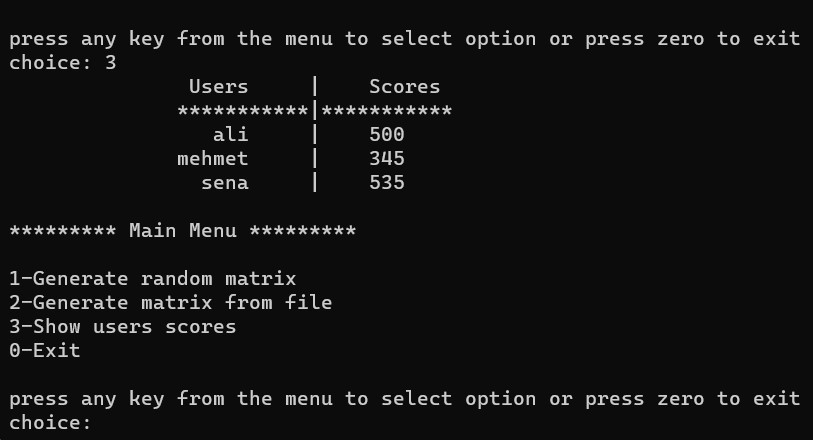 press any key from the menu to select option or press zero to exit
choice: 3
Users | Scores
***********|***********
ali | 500
mehmet | 345
sena | 535
********* Main Menu *********
1-Generate random matrix
2-Generate matrix from file
3-Show users scores
0-Exit
press any key from the menu to select option or press zero to exit
choice: